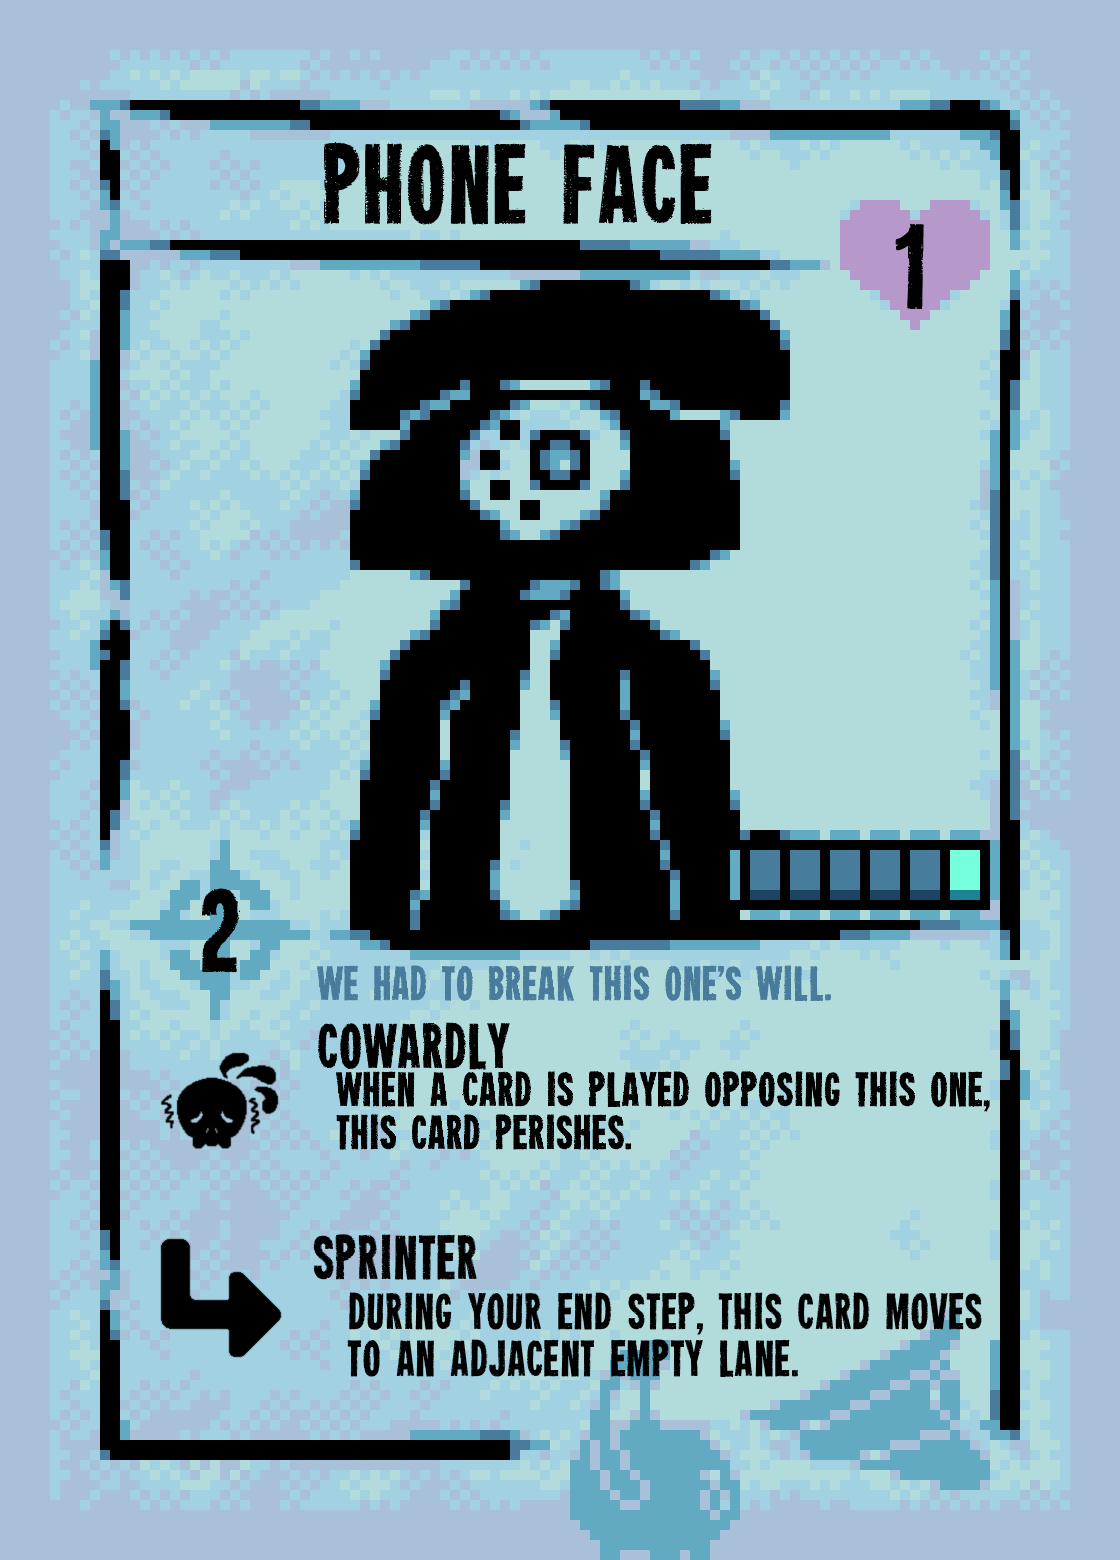 PHONE FACE
1
2
WE HAD TO BREAK THIS ONE'S WILL.
COWARDLY
WHEN A CARD IS PLAYED OPPOSING THIS ONE,
THIS CARD PERISHES.
SPRINTER
DURING YOUR END STEP, THIS CARD MOVES
TO AN ADJACENT EMPTY LANE.